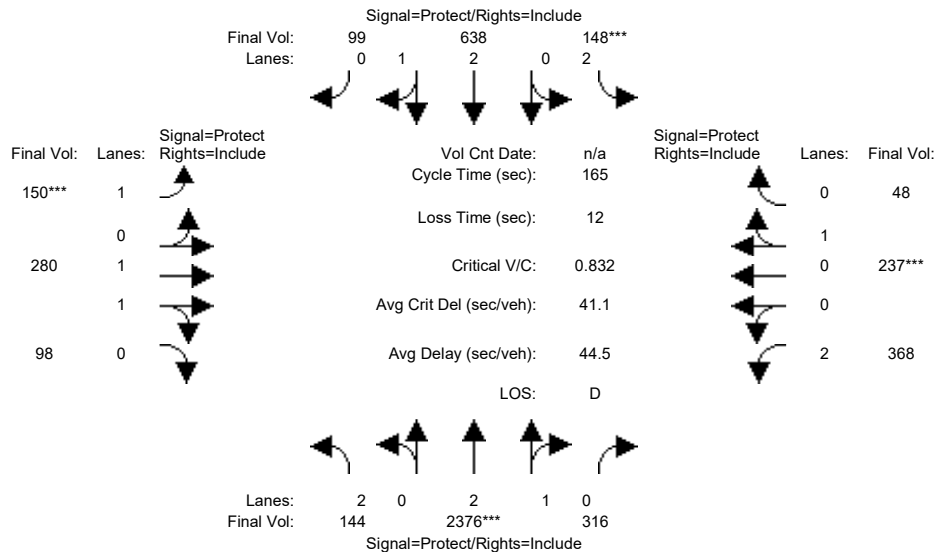 Signal=Protect/Rights=Include
Final Vol: 99 638 148***
Lanes: 0 1 2 0 2
Signal=Protect
Final Vol: Lanes: Rights=Include Vol Cnt Date: n/a
Signal=Protect
Rights=Include Lanes: Final Vol:
Cycle Time (sec): 165
150*** 1 0 48
Loss Time (sec): 12
0 1
280 1 Critical V/C: 0.832 0 237***
1 Avg Crit Del (sec/veh): 41.1 0
98 0 Avg Delay (sec/veh): 44.5 2 368
LOS: D
Lanes: 2 0 2 1 0
Final Vol: 144 2376*** 316
Signal=Protect/Rights=Include